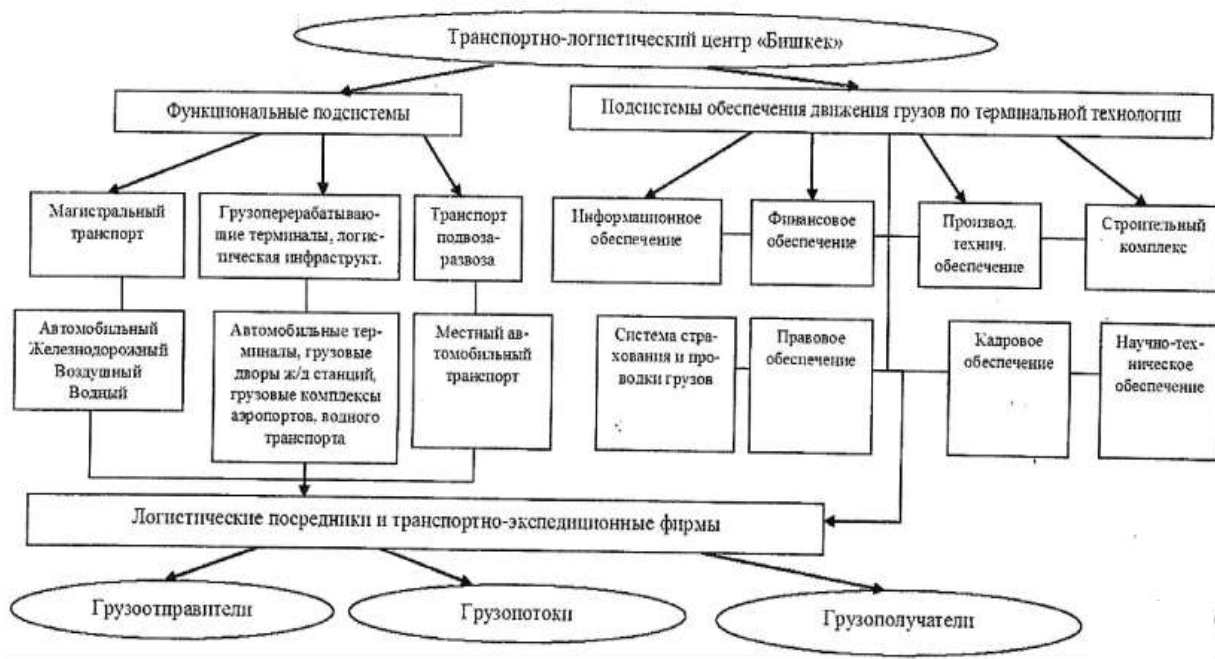 Транспортно-логистический центр «Бишкек»
Функциональные подсистемы
Подсистемы обеспечения движения грузов по терминальной технологии
Магистральный
транспорт
Грузоперерабатываю-
щие терминалы, логис-
тическая инфраструкт.
Транспорт
подвоза-
развоза
Информационное
обеспечение
Финансовое
обеспечение
Производ.
технич.
обеспечение
Строительный
комплекс
Автомобильный
Железнодорожный
Воздушный
Водный
Автомобильные тер-
миналы, грузовые
дворы ж/д станций,
грузовые комплексы
аэропортов, водного
транспорта
Местный ав-
томобильный
транспорт
Система стра-
хования и про-
водки грузов
Правовое
обеспечение
Кадровое
обеспечение
Научно-тех-
ническое
обеспечение
Логистические посредники и транспортно-экспедиционные фирмы
Грузоотправители
Грузопотоки
Грузополучатели